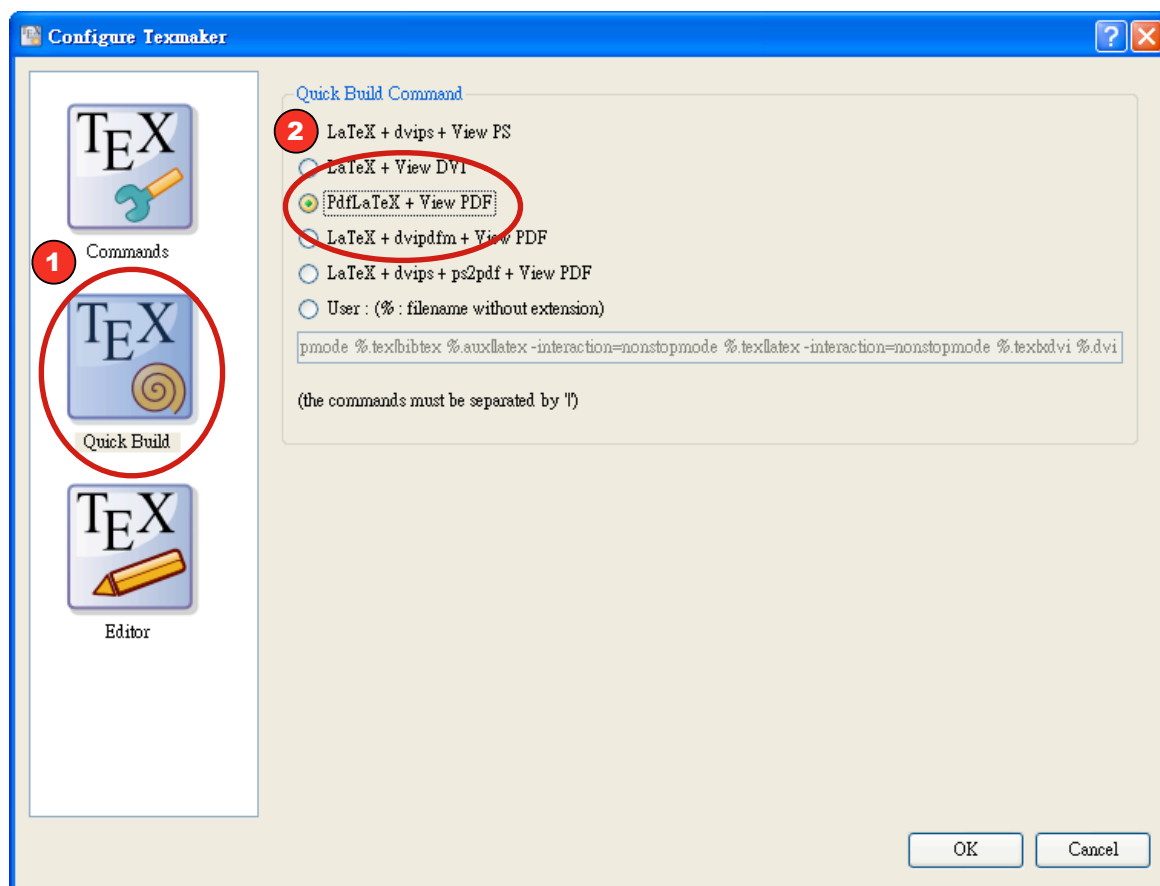 Configure Texmaker
TEX
Commands
1
TEX
Quick Build
TEX
Editor
Quick Build Command
2
LaTeX + dvips + View PS
LaTeX + View DVI
PdfLaTeX + View PDF
LaTeX + dvipdfm + View PDF
LaTeX + dvips + ps2pdf + View PDF
User : (% : filename without extension)
pmode %.tex|bibtex %.aux|latex -interaction=nonstopmode %.tex|latex -interaction=nonstopmode %.tex|xdvi %.dvi
(the commands must be separated by '|')
OK
Cancel